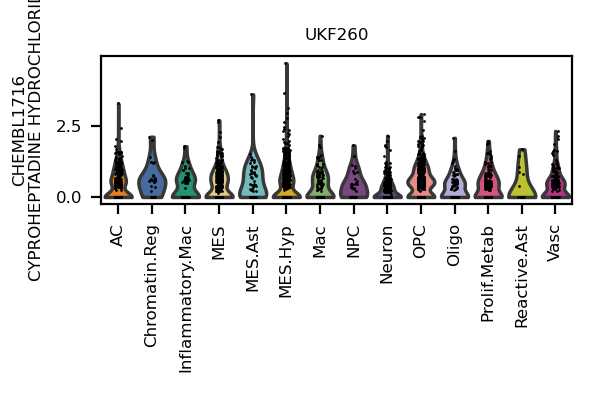 UKF260
CHEMBL1716
CYPROHEPTADINE HYDROCHLORID
2.5
0.0
AC
Chromatin.Reg
Inflammatory.Mac
MES
MES.Ast
MES.Hyp
Mac
NPC
Neuron
OPC
Oligo
Prolif.Metab
Reactive.Ast
Vasc